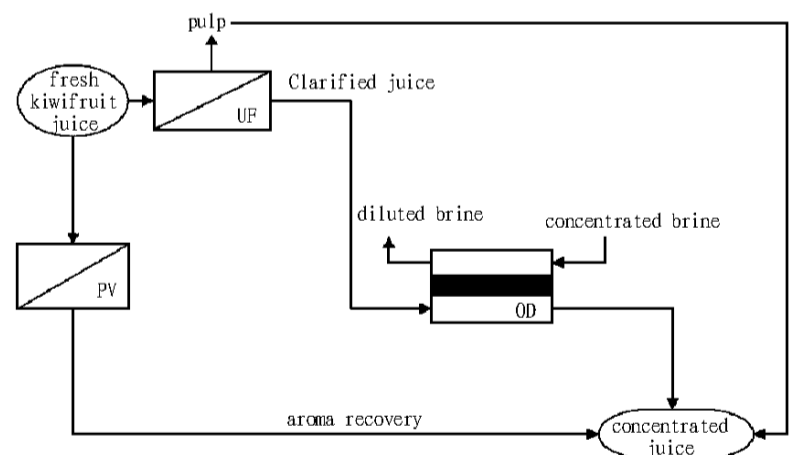 pulp
fresh
kiwifruit
juice
Clarified juice
UF
diluted brine
concentrated brine
PV
OD
aroma recovery
concentrated
juice